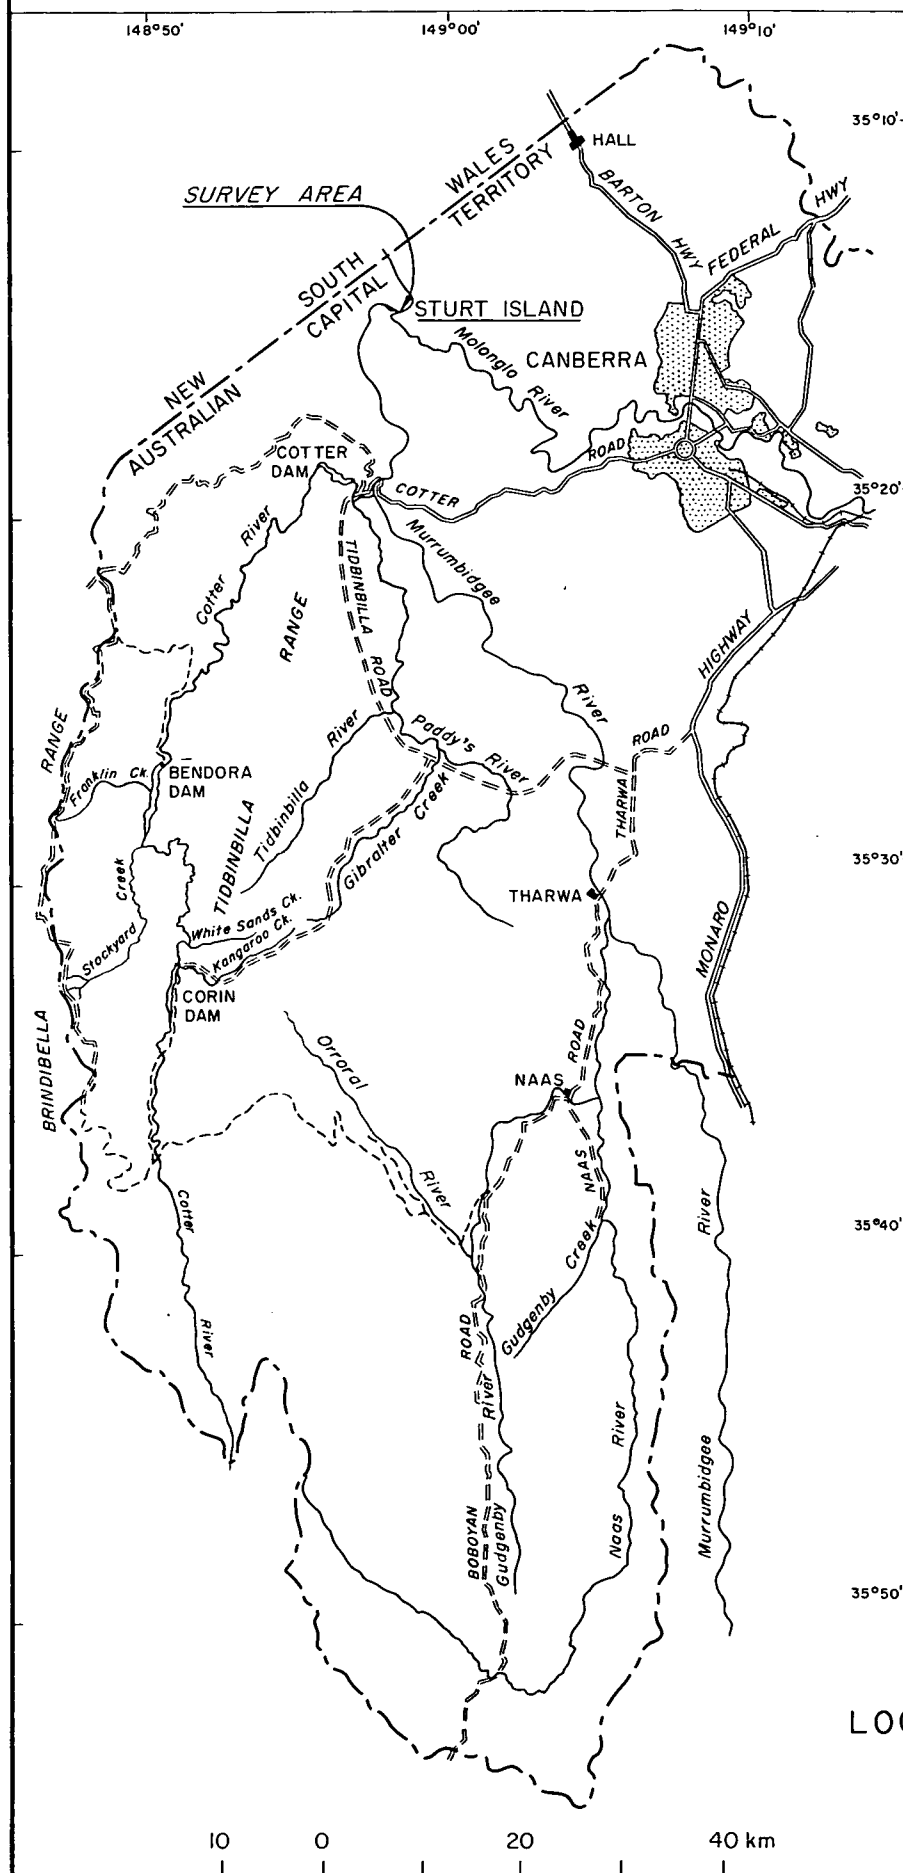 148°50'
149°00'
149°10'
35°10'
HALL
NEW SOUTH WALES
AUSTRALIAN CAPITAL TERRITORY
BARTON HWY
FEDERAL HWY
SURVEY AREA
STURT ISLAND
Molonglo River
CANBERRA
COTTER DAM
COTTER ROAD
35°20'
Cotter River
Murrumbidgee River
TIDBINBILLA ROAD
TIDBINBILLA RANGE
HIGHWAY
MONARO
BRINDIBELLA RANGE
Franklin Ck.
BENDORA DAM
Tidbinbilla River
Paddy's River
THARWA ROAD
Gibralter Creek
35°30'
Stockyard Creek
White Sands Ck.
Kangaroo Ck.
THARWA
CORIN DAM
Orroral River
NAAS
NAAS ROAD
35°40'
Cotter River
Gudgenby Creek
BOBOYAN ROAD
Gudgenby River
Naas River
Murrumbidgee River
35°50'
LO
10 0 20 40 km